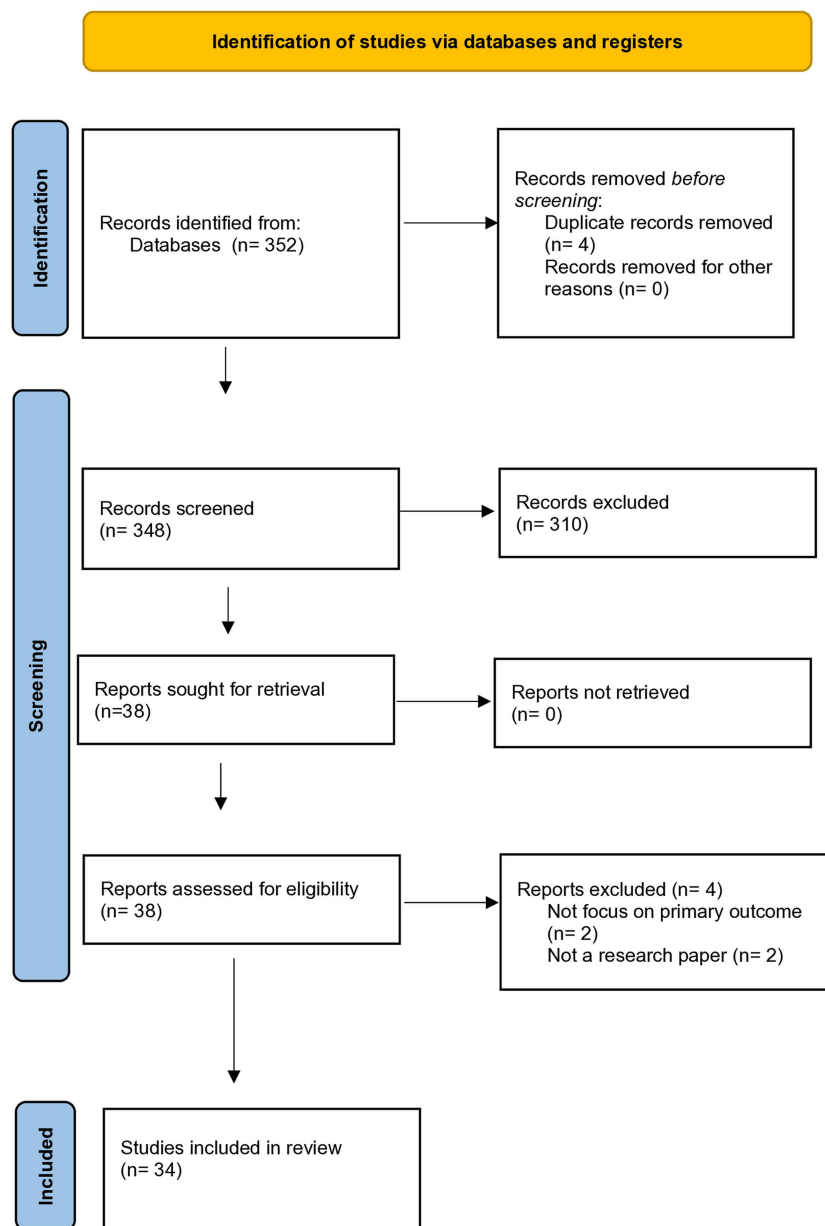 Identification of studies via databases and registers
Identification
Records identified from:
Databases (n= 352)
Records removed before
screening:
Duplicate records removed
(n= 4)
Records removed for other
reasons (n= 0)
Screening
Records screened
(n= 348)
Records excluded
(n= 310)
Reports sought for retrieval
(n=38)
Reports not retrieved
(n= 0)
Reports assessed for eligibility
(n= 38)
Reports excluded (n= 4)
Not focus on primary outcome
(n= 2)
Not a research paper (n= 2)
Included
Studies included in review
(n= 34)